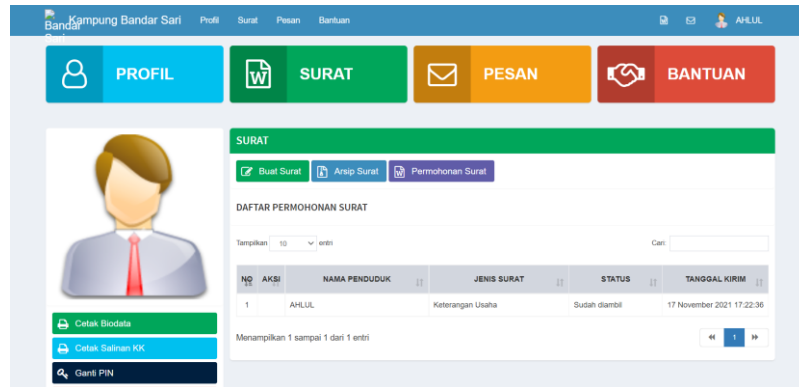 Bandar Sari
Kampung Bandar Sari Profil Surat Pesan Bantuan AHLUL
PROFIL
SURAT
PESAN
BANTUAN
SURAT
Buat Surat Arsip Surat Permohonan Surat
DAFTAR PERMOHONAN SURAT
Tampilkan 10 entri Cari:
NO AKSI NAMA PENDUDUK JENIS SURAT STATUS TANGGAL KIRIM
1 AHLUL Keterangan Usaha Sudah diambil 17 November 2021 17:22:36
Menampilkan 1 sampai 1 dari 1 entri 1
Cetak Biodata
Cetak Salinan KK
Ganti PIN